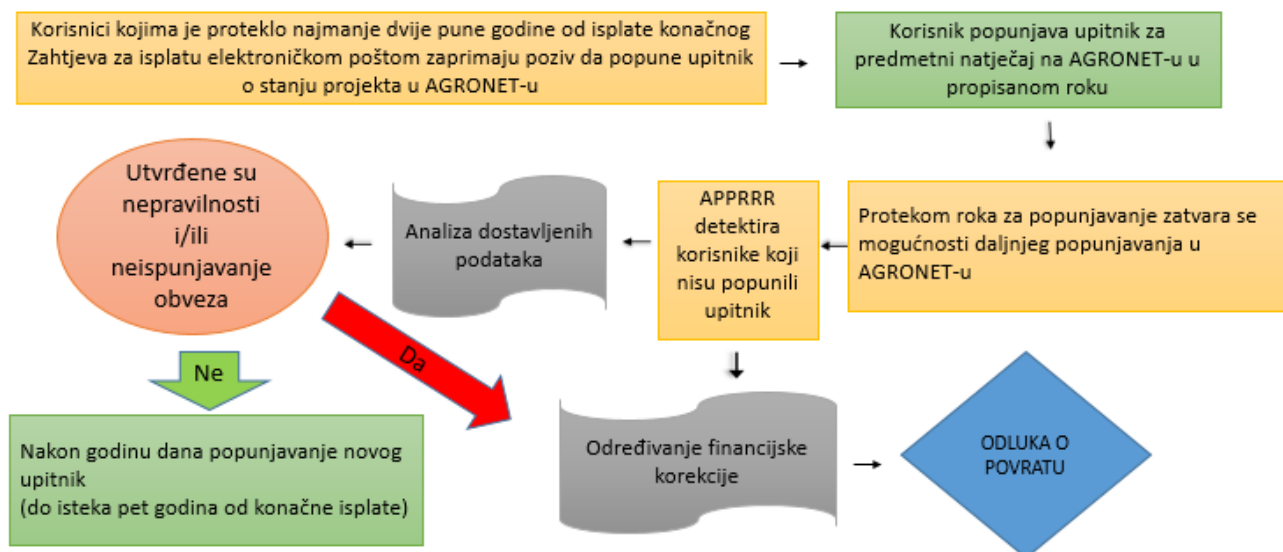 Korisnici kojima je proteklo najmanje dvije pune godine od isplate konačnog
Zahtjeva za isplatu elektroničkom poštom zaprimaju poziv da popune upitnik
o stanju projekta u AGRONET-u
Korisnik popunjava upitnik za
predmetni natječaj na AGRONET-u u
propisanom roku
Utvrđene su
nepravilnosti
i/ili
neispunjavanje
obveza
Analiza dostavljenih
podataka
APPRRR
detektira
korisnike koji
nisu popunili
upitnik
Protekom roka za popunjavanje zatvara se
mogućnosti daljnjeg popunjavanja u
AGRONET-u
Ne
Da
Nakon godinu dana popunjavanje novog
upitnik
(do isteka pet godina od konačne isplate)
Određivanje financijske
korekcije
ODLUKA O
POVRATU